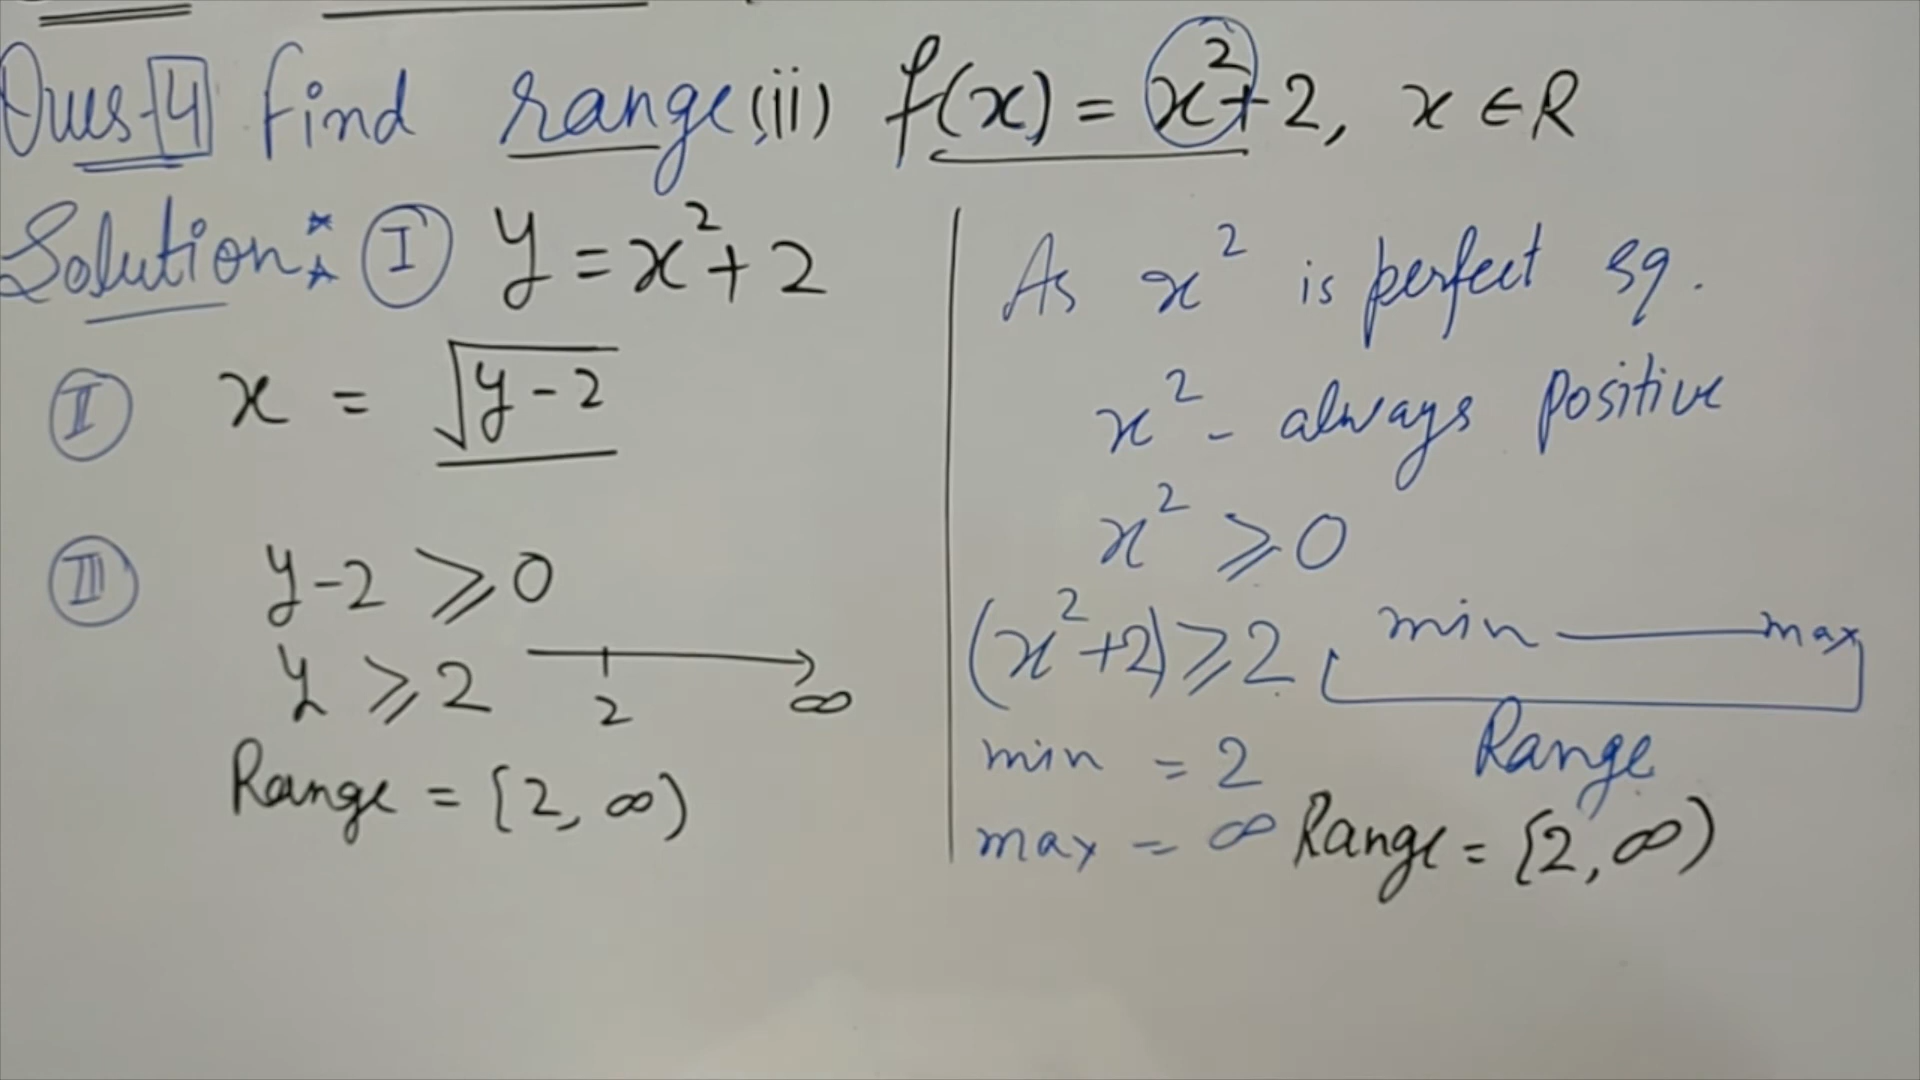 Ques-4 find range (ii) f(x) = x²+2, x ∈ R
Solution: I y = x²+2
II x = √y-2
III y-2 ⩾ 0
y ⩾ 2 2 ∞
Range = [2, ∞)
As x² is perfect sq.
x² - always positive
x² ⩾ 0
(x²+2) ⩾ 2 min — max
min = 2 Range
max = ∞ Range = [2, ∞)